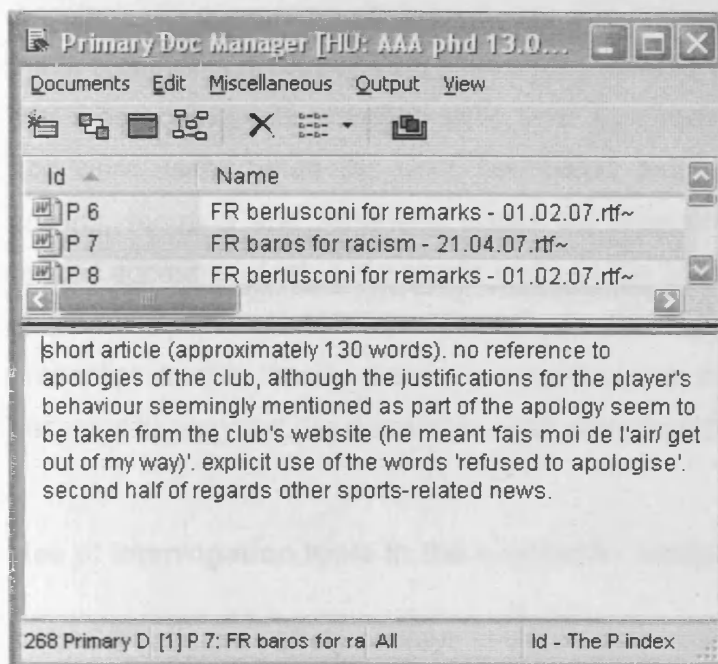 Primary Doc Manager [HU: AAA phd 13.0...
Documents Edit Miscellaneous Output View
Id Name
P 6 FR berlusconi for remarks - 01.02.07.rtf~
P 7 FR baros for racism - 21.04.07.rtf~
P 8 FR berlusconi for remarks - 01.02.07.rtf~
short article (approximately 130 words). no reference to
apologies of the club, although the justifications for the player's
behaviour seemingly mentioned as part of the apology seem to
be taken from the club's website (he meant 'fais moi de l'air/ get
out of my way)'. explicit use of the words 'refused to apologise'.
second half of regards other sports-related news.
268 Primary D [1] P 7: FR baros for ra All Id - The P index